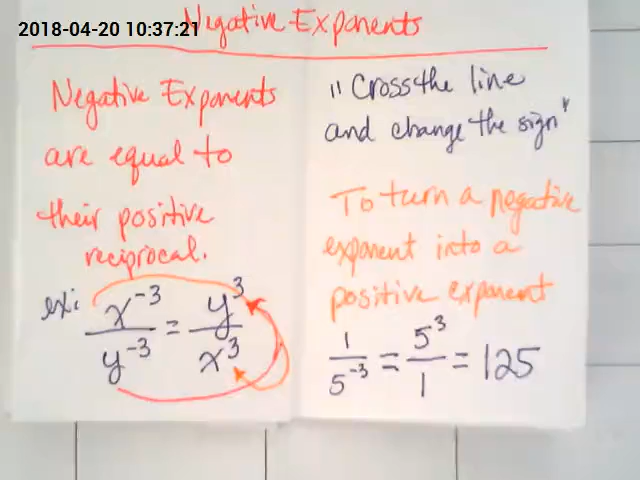 2018-04-20 10:37:21
Negative Exponents
Negative Exponents
are equal to
their positive
reciprocal.
ex: x⁻³/y⁻³ = y³/x³
"Cross the line
and change the sign"
To turn a negative
exponent into a
positive exponent
1/5⁻³ = 5³/1 = 125